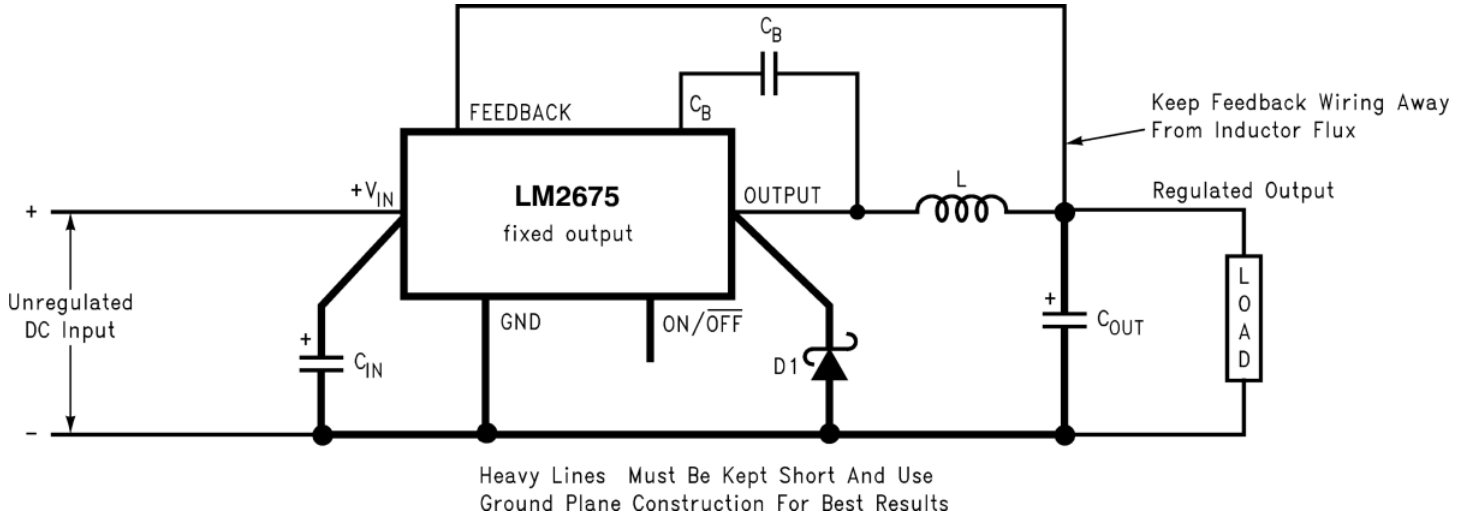 C_B
Keep Feedback Wiring Away
From Inductor Flux
FEEDBACK
C_B
+V_IN
LM2675
fixed output
OUTPUT
L
Regulated Output
+
Unregulated
DC Input
−
+
C_IN
GND
ON/O̅F̅F̅
D1
+
C_OUT
LOAD
Heavy Lines Must Be Kept Short And Use
Ground Plane Construction For Best Results